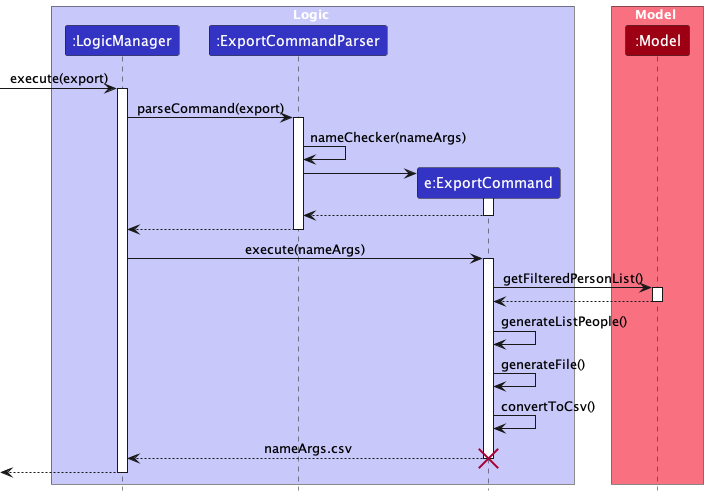 Logic
Model
:LogicManager
:ExportCommandParser
:Model
execute(export)
parseCommand(export)
nameChecker(nameArgs)
e:ExportCommand
execute(nameArgs)
getFilteredPersonList()
generateListPeople()
generateFile()
convertToCsv()
nameArgs.csv